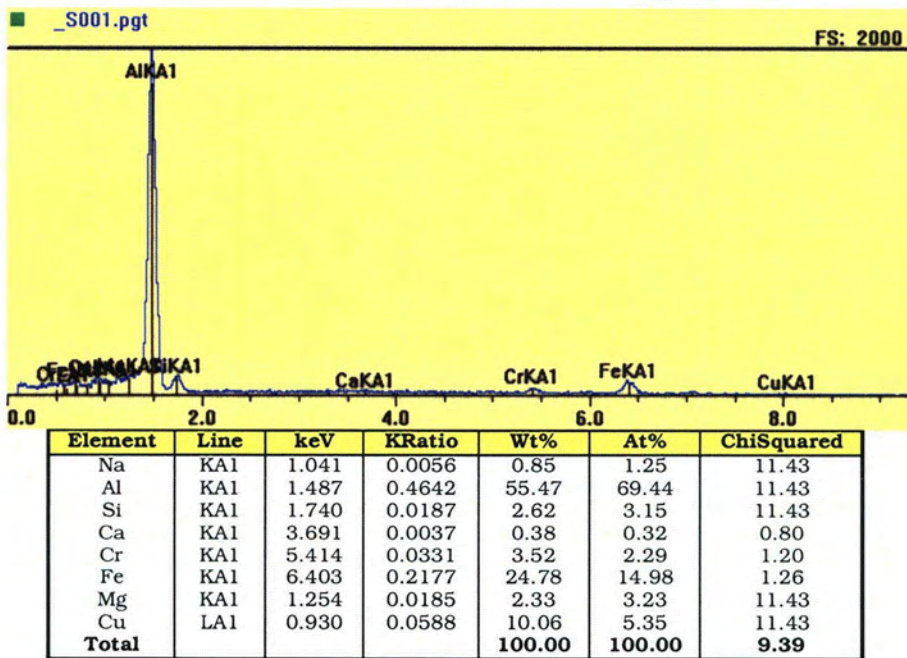 _S001.pgt
FS: 2000
AlKA1
SiKA1
CaKA1
CrKA1
FeKA1
CuKA1
0.0 2.0 4.0 6.0 8.0
Element Line keV KRatio Wt% At% ChiSquared
Na KA1 1.041 0.0056 0.85 1.25 11.43
Al KA1 1.487 0.4642 55.47 69.44 11.43
Si KA1 1.740 0.0187 2.62 3.15 11.43
Ca KA1 3.691 0.0037 0.38 0.32 0.80
Cr KA1 5.414 0.0331 3.52 2.29 1.20
Fe KA1 6.403 0.2177 24.78 14.98 1.26
Mg KA1 1.254 0.0185 2.33 3.23 11.43
Cu LA1 0.930 0.0588 10.06 5.35 11.43
Total 100.00 100.00 9.39